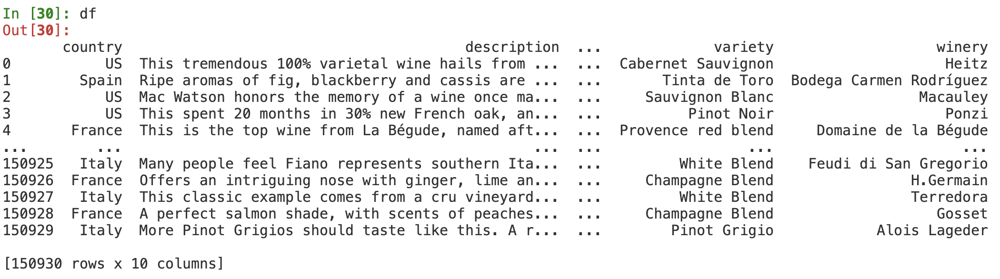 In [30]: df
Out[30]:
country description ... variety winery
0 US This tremendous 100% varietal wine hails from ... ... Cabernet Sauvignon Heitz
1 Spain Ripe aromas of fig, blackberry and cassis are ... ... Tinta de Toro Bodega Carmen Rodríguez
2 US Mac Watson honors the memory of a wine once ma... ... Sauvignon Blanc Macauley
3 US This spent 20 months in 30% new French oak, an... ... Pinot Noir Ponzi
4 France This is the top wine from La Bégude, named aft... ... Provence red blend Domaine de la Bégude
... ... ... ... ... ...
150925 Italy Many people feel Fiano represents southern Ita... ... White Blend Feudi di San Gregorio
150926 France Offers an intriguing nose with ginger, lime an... ... Champagne Blend H.Germain
150927 Italy This classic example comes from a cru vineyard... ... White Blend Terredora
150928 France A perfect salmon shade, with scents of peaches... ... Champagne Blend Gosset
150929 Italy More Pinot Grigios should taste like this. A r... ... Pinot Grigio Alois Lageder
[150930 rows x 10 columns]